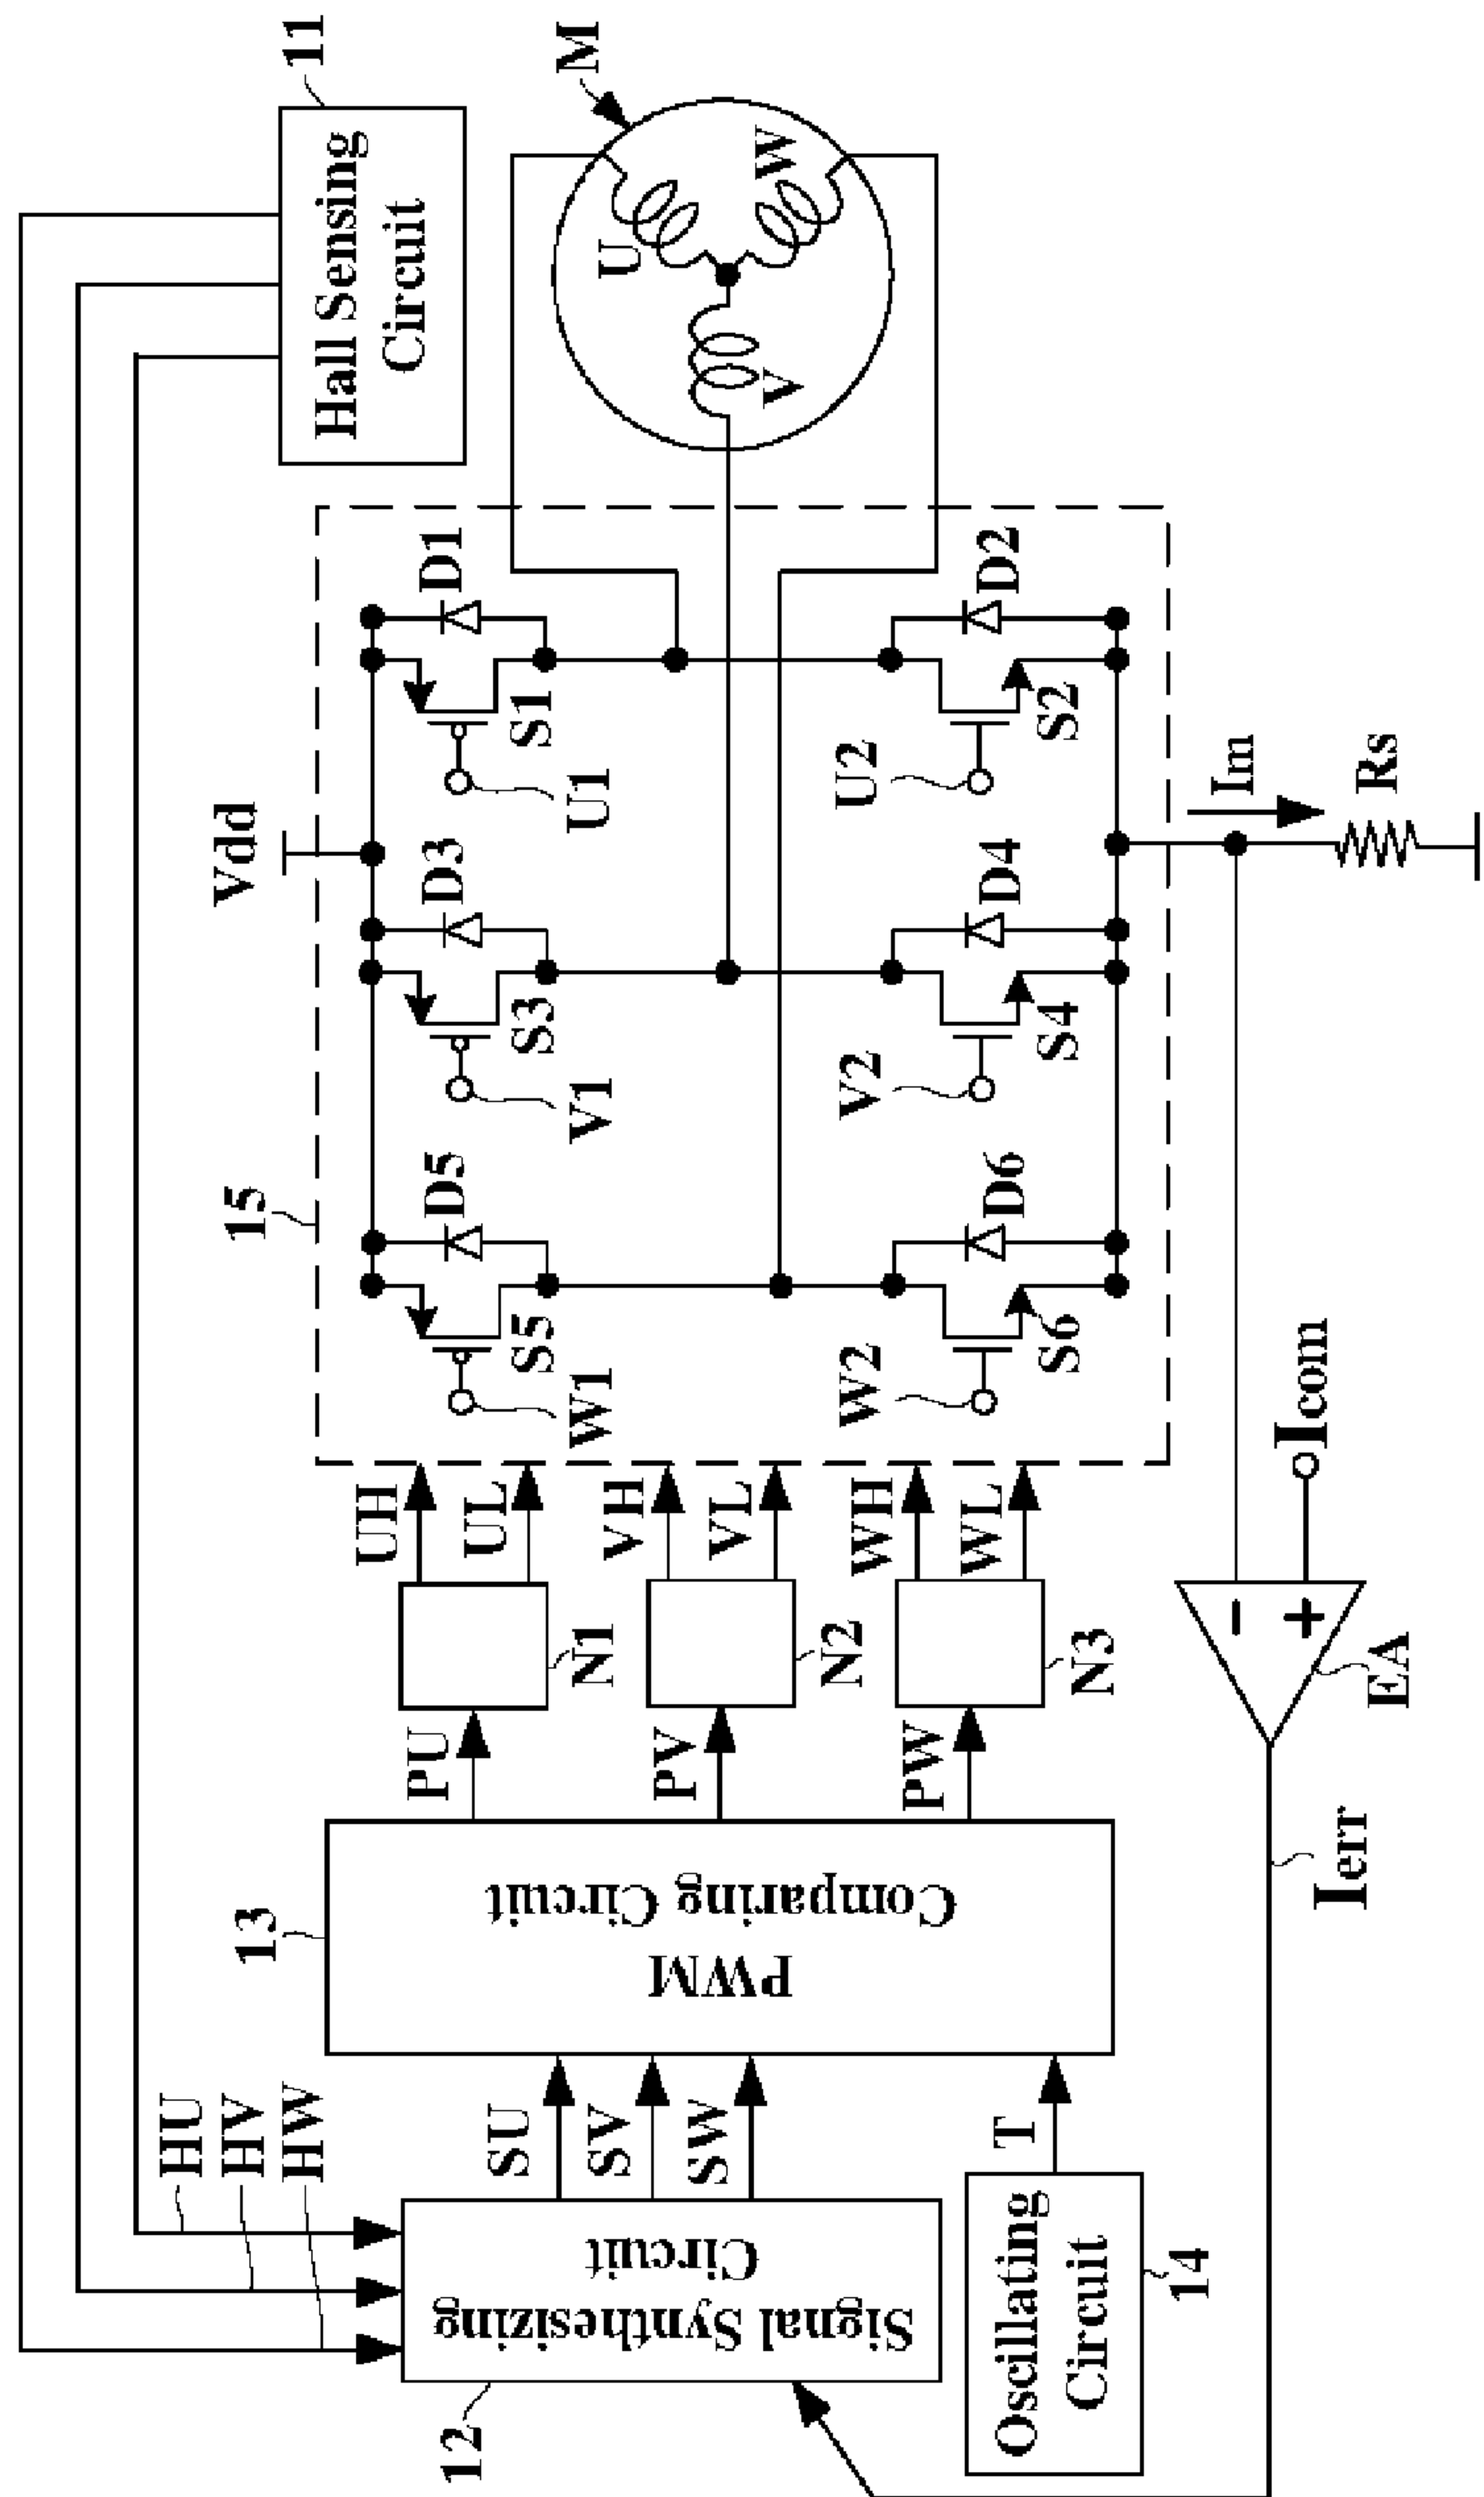 HU
HV
HW
11
Hall Sensing
Circuit
12
Signal Synthesizing
Circuit
SU
SV
SW
13
PWM
Comparing Circuit
PU
PV
PW
N1
N2
N3
UH
UL
VH
VL
WH
WL
15
Vdd
D5
D3
D1
S5
S3
S1
W1
V1
U1
W2
V2
U2
S6
S4
S2
D6
D4
D2
M
U
V
W
Oscillating
Circuit
14
T
Im
Rs
Icom
-
+
EA
Ierr